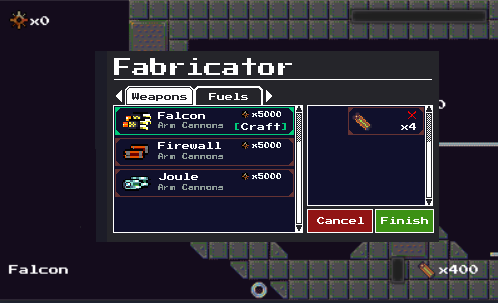 x0
Fabricator
Weapons Fuels
Falcon x5000
Arm Cannons [Craft]
Firewall x5000
Arm Cannons
Joule x5000
Arm Cannons
x4
Cancel Finish
Falcon
x400